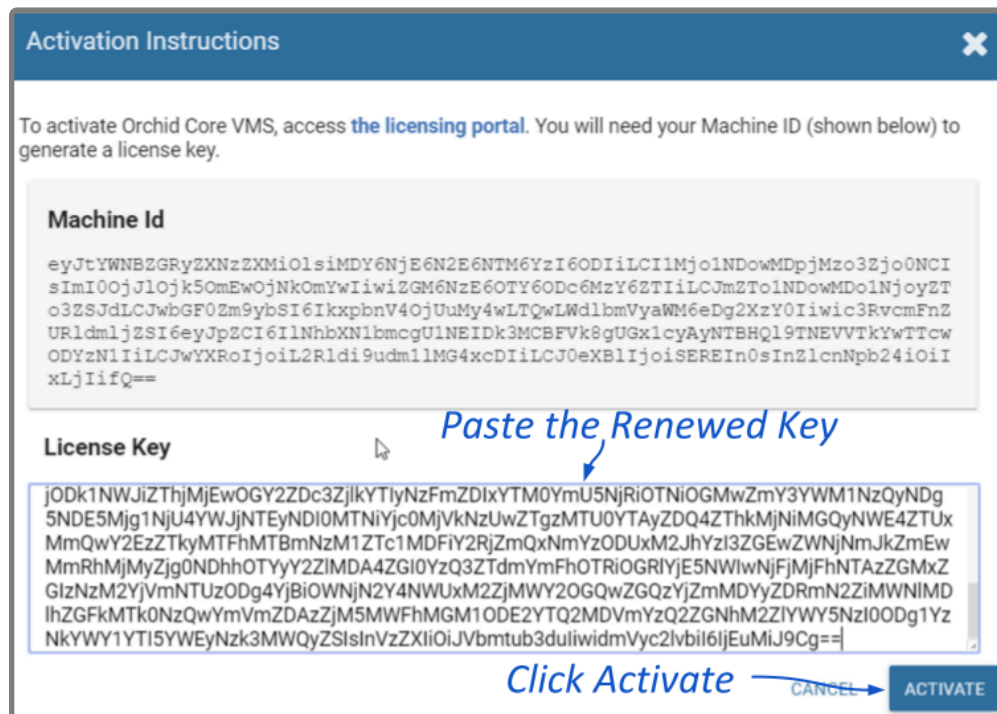 Activation Instructions
To activate Orchid Core VMS, access the licensing portal. You will need your Machine ID (shown below) to
generate a license key.
Machine Id
eyJtYWNBZGRyZXNzZXMiOlsiMDY6NjE6N2E6NTM6YzI6ODIiLCI1Mjo1NDowMDpjMzo3Zjo0NCI
sImI0OjJlOjk5OmEwOjNkOmYwIiwiZGM6NzE6OTY6ODc6MzY6ZTIiLCJmZTo1NDowMDo1NjoyZT
o3ZSJdLCJwbGF0Zm9ybSI6IkxpbnV4OjUuMy4wLTQwLWdlbmVyaWM6eDg2XzY0Iiwic3RvcmFnZ
URldmljZSI6eyJpZCI6IlNhbXN1bmcgU1NEIDk3MCBFVk8gUGx1cyAyNTBHQl9TNEVVTkYwTTcw
ODYzN1IiLCJwYXRoIjoiL2Rldi9udm1lMG4xcDIiLCJ0eXBlIjoiSEREIn0sInZlcnNpb24iOiI
xLjIifQ==
Paste the Renewed Key
License Key
jODk1NWJiZThjMjEwOGY2ZDc3ZjlkYTIyNzFmZDIxYTM0YmU5NjRiOTNiOGMwZmY3YWM1NzQyNDg
5NDE5Mjg1NjU4YWJjNTEyNDI0MTNiYjc0MjVkNzUwZTgzMTU0YTAyZDQ4ZThkMjNiMGQyNWE4ZTUx
MmQwY2EzZTkyMTFhMTBmNzM1ZTc1MDFiY2RjZmQxNmYzODUxM2JhYzI3ZGEwZWNjNmJkZmEw
MmRhMjMyZjg0NDhhOTYyY2ZlMDA4ZGI0YzQ3ZTdmYmFhOTRiOGRlYjE5NWIwNjFjMjFhNTAzZGMxZ
GIzNzM2YjVmNTUzODg4YjBiOWNjN2Y4NWUxM2ZjMWY2OGQwZGQzYjZmMDYyZDRmN2ZiMWNlMD
lhZGFkMTk0NzQwYmVmZDAzZjM5MWFhMGM1ODE2YTQ2MDVmYzQ2ZGNhM2ZlYWY5NzI0ODg1Yz
NkYWY1YTI5YWEyNzk3MWQyZSIsInVzZXIiOiJVbmtub3duIiwidmVyc2lvbiI6IjEuMiJ9Cg==
Click Activate
CANCEL
ACTIVATE